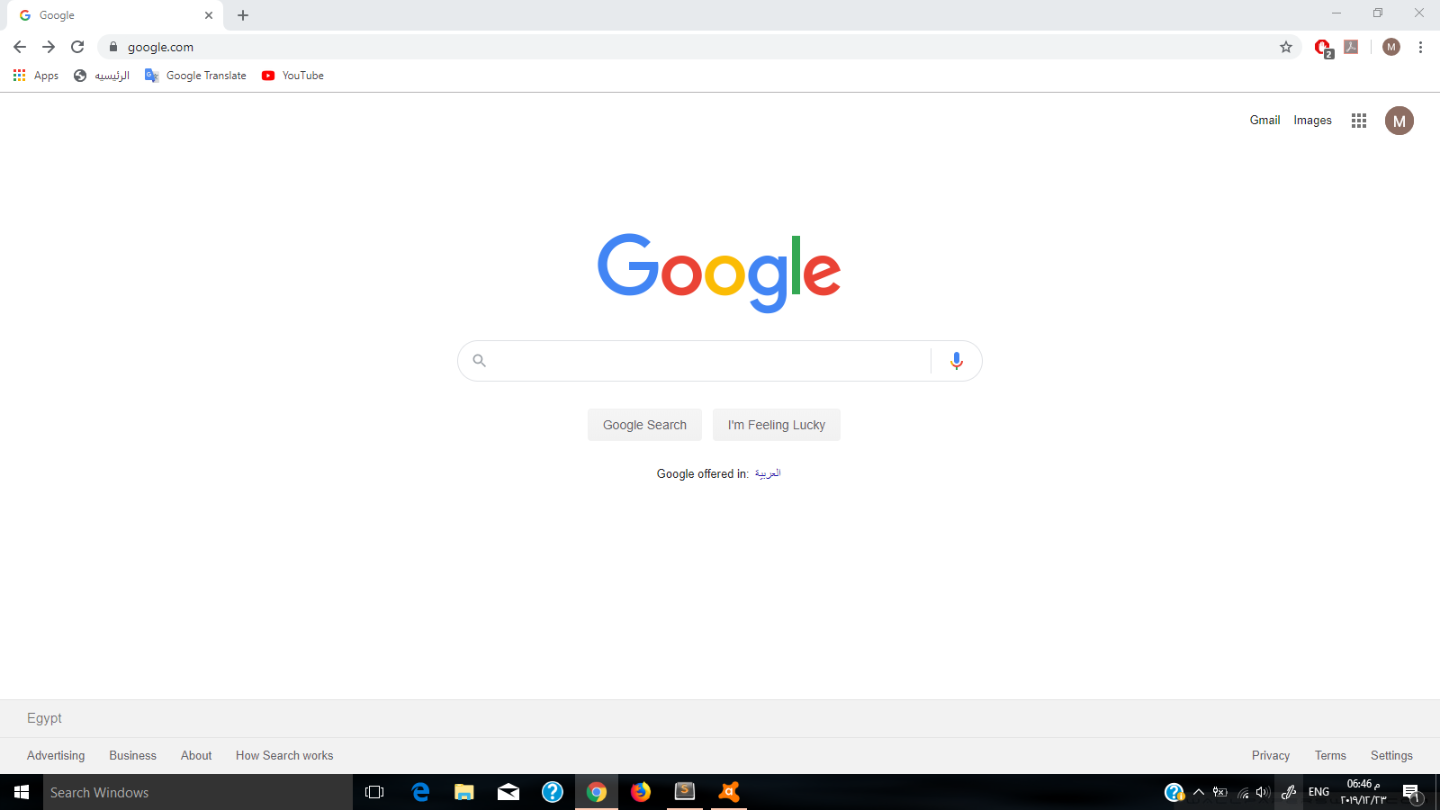 Google
google.com
2
M
Apps
الرئيسيه
Google Translate
YouTube
Gmail Images
M
Google
Google Search
I'm Feeling Lucky
Google offered in: العربية
Egypt
Advertising Business About How Search works
Privacy Terms Settings
Search Windows
ENG
06:46 م
٢٠١٩/١٢/٢٣
1